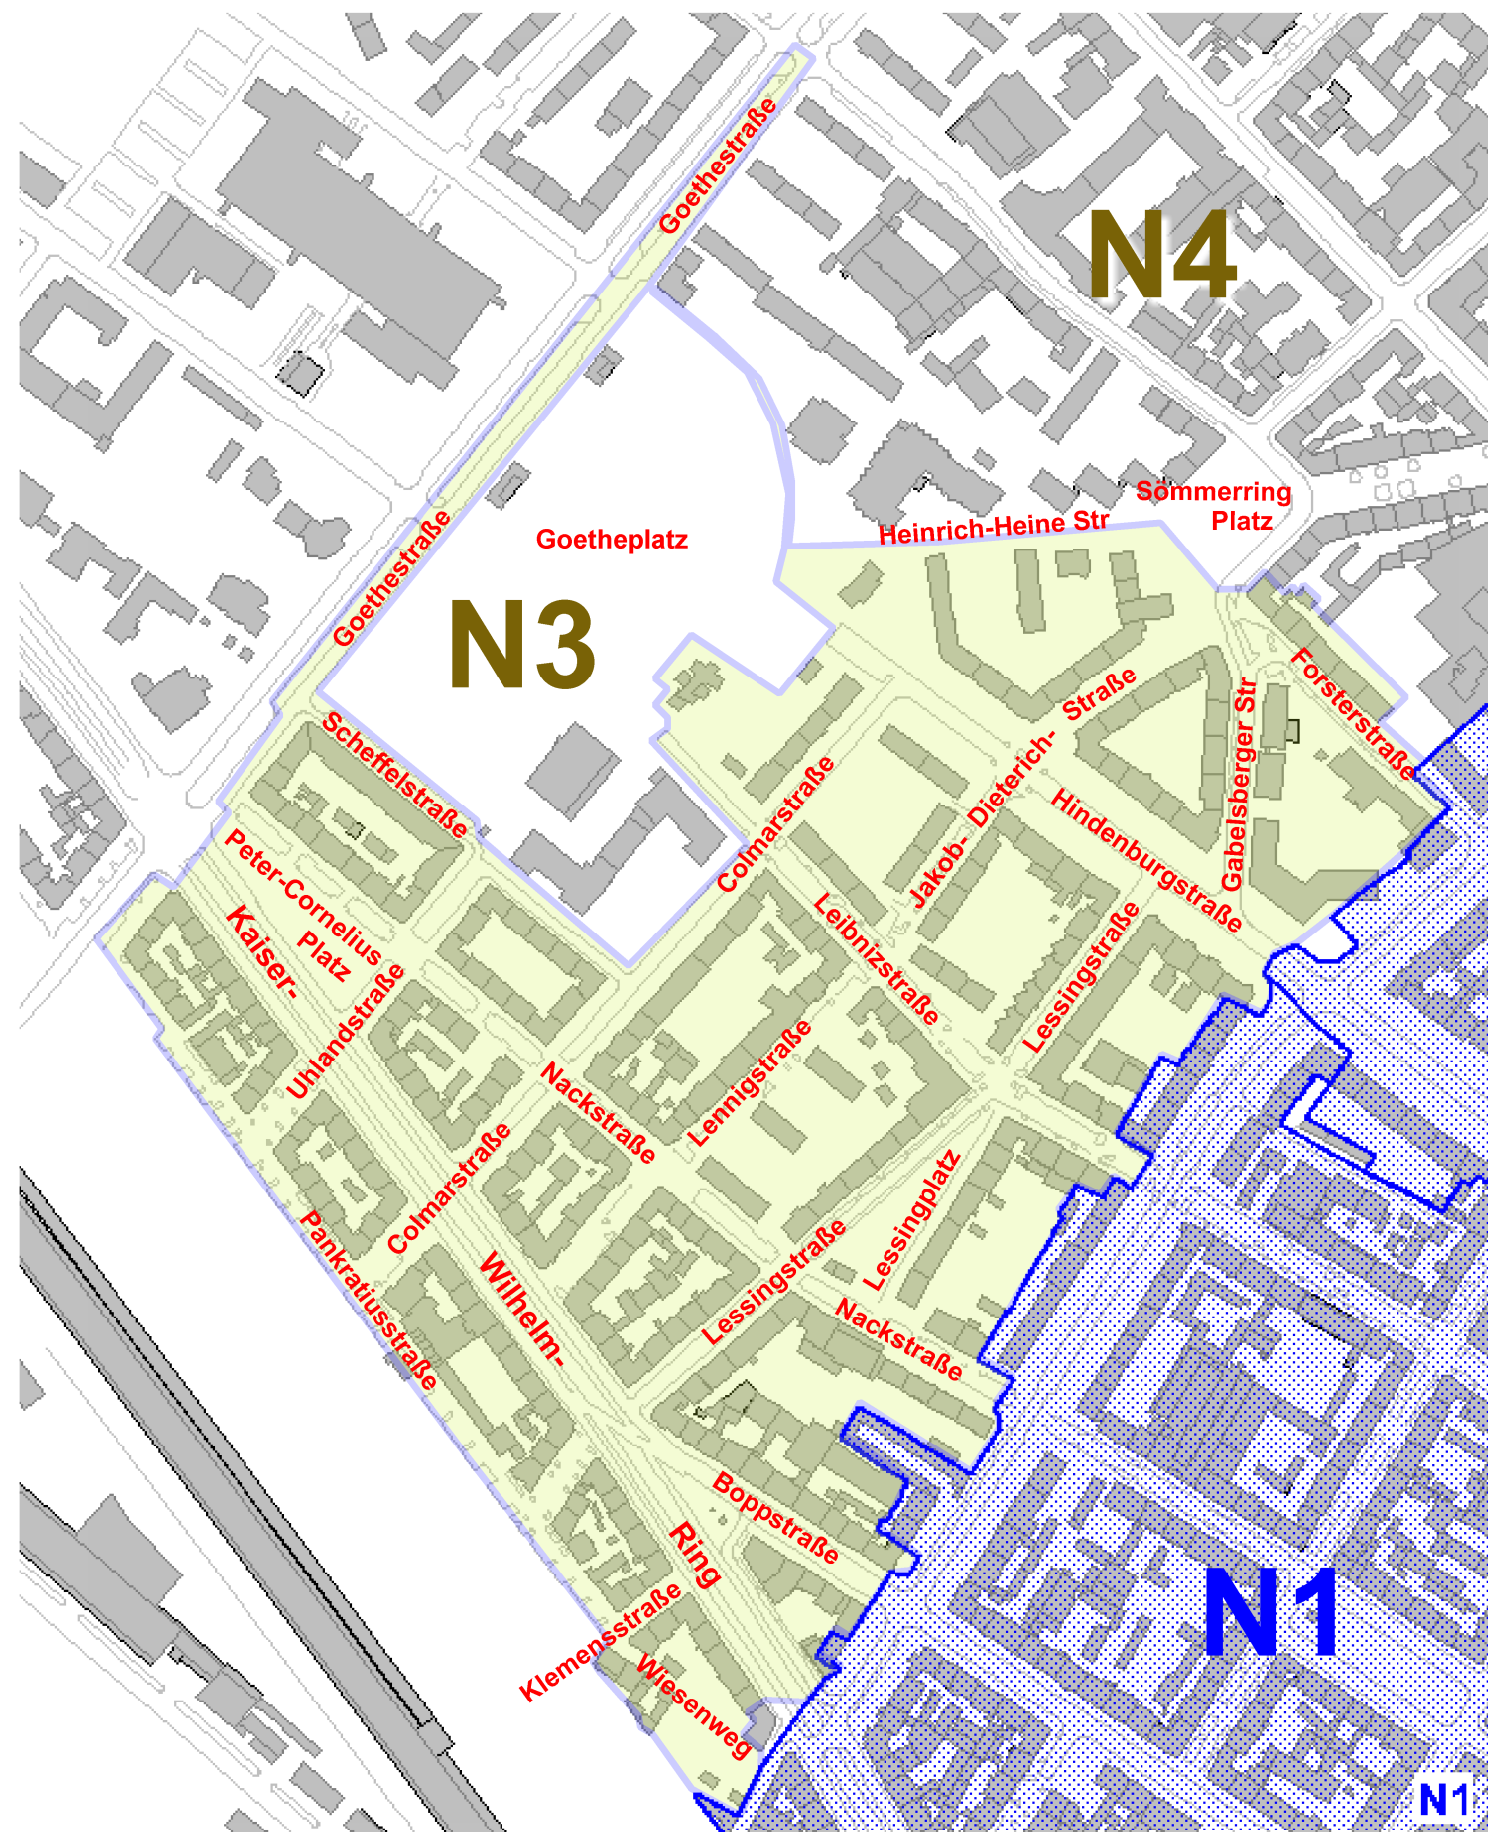 Goethestraße
N4
Sömmerring
Platz
Heinrich-Heine Str
Goetheplatz
Goethestraße
N3
Forsterstraße
Gabelsberger Str
Jakob- Dieterich- Straße
Scheffelstraße
Colmarstraße
Hindenburgstraße
Peter-Cornelius
Platz
Kaiser-
Leibnizstraße
Lessingstraße
Uhlandstraße
Nackstraße
Lennigstraße
Colmarstraße
Lessingplatz
Pankratiusstraße
Wilhelm-
Lessingstraße
Nackstraße
Boppstraße
Ring
Klemensstraße
Wiesenweg
N1
N1